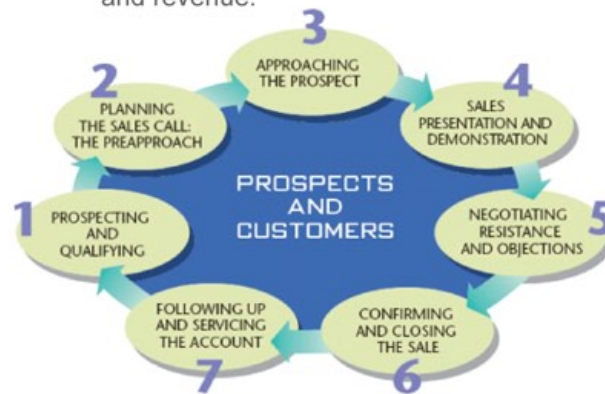 and revenue.
3
APPROACHING
THE PROSPECT
2
PLANNING
THE SALES CALL:
THE PREAPPROACH
4
SALES
PRESENTATION AND
DEMONSTRATION
PROSPECTS
AND
CUSTOMERS
1
PROSPECTING
AND
QUALIFYING
5
NEGOTIATING
RESISTANCE
AND OBJECTIONS
FOLLOWING UP
AND SERVICING
THE ACCOUNT
7
CONFIRMING
AND CLOSING
THE SALE
6